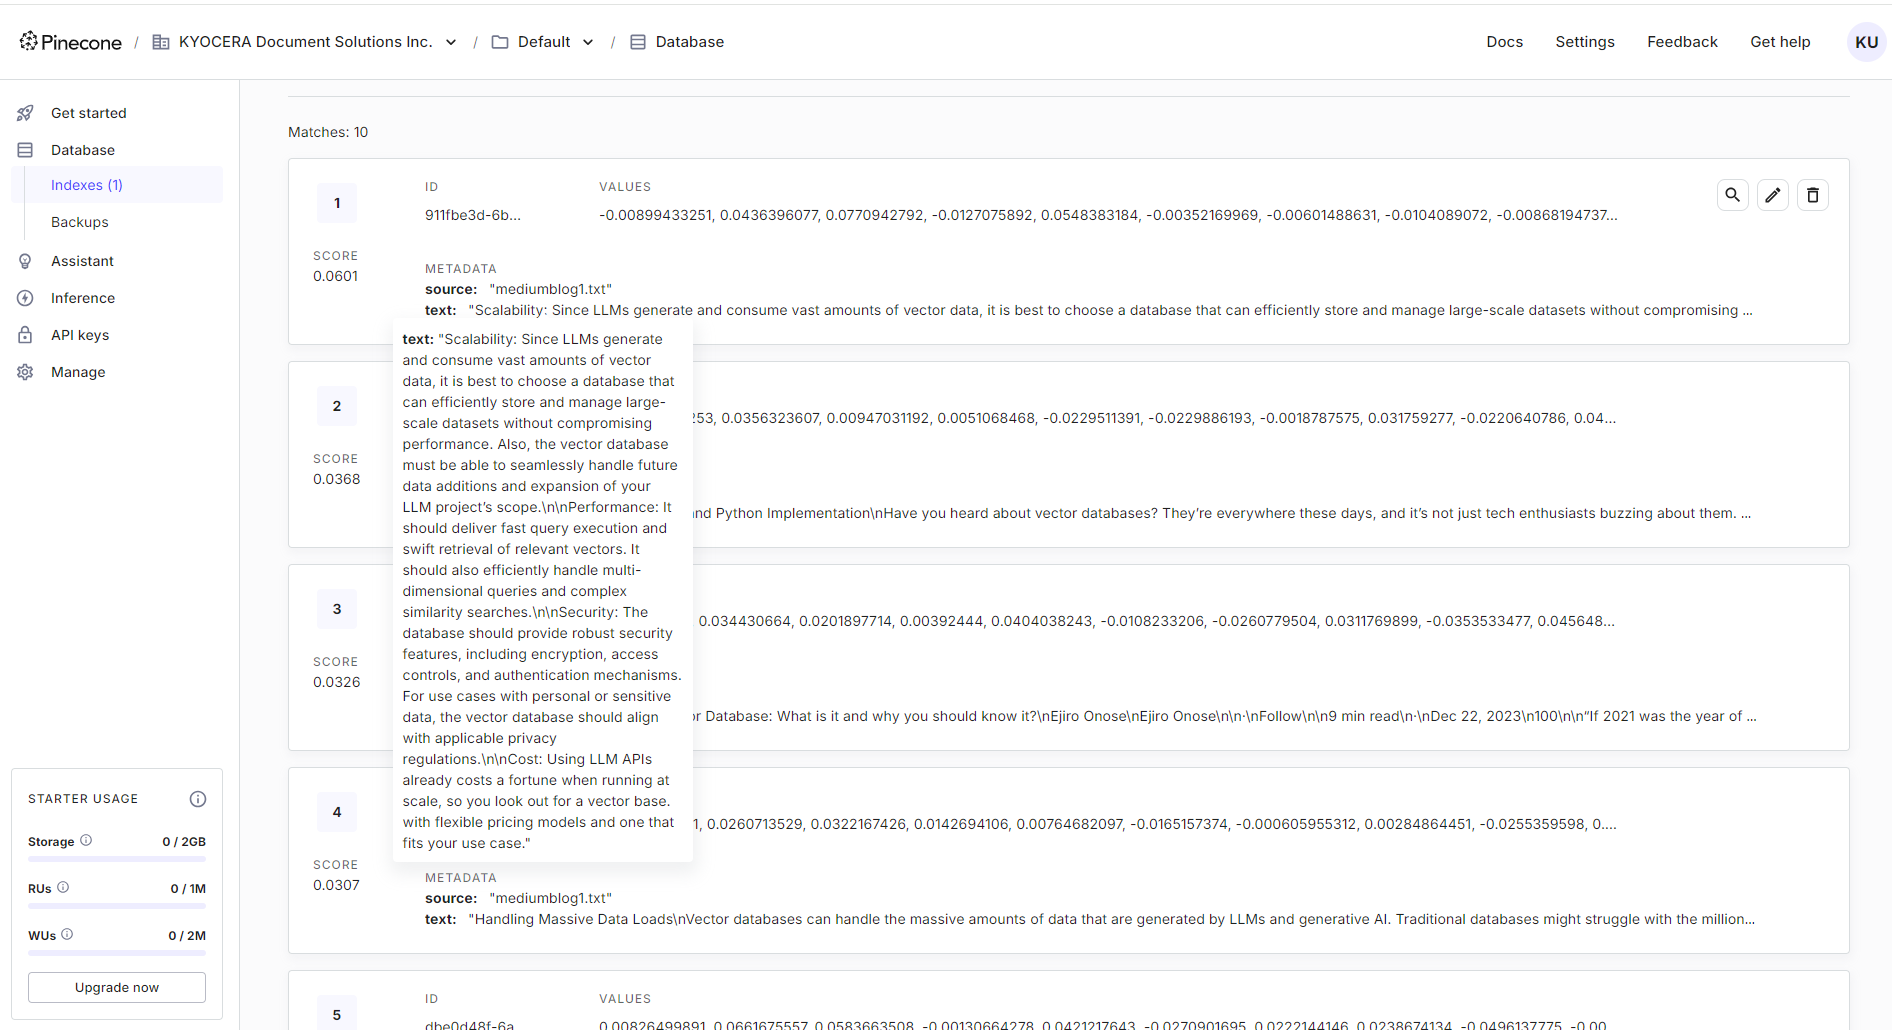 Pinecone / KYOCERA Document Solutions Inc. / Default / Database
Docs Settings Feedback Get help KU
Get started
Database
Indexes (1)
Backups
Assistant
Inference
API keys
Manage
STARTER USAGE
Storage 0 / 2GB
RUs 0 / 1M
WUs 0 / 2M
Upgrade now
Matches: 10
1
SCORE
0.0601
ID
911fbe3d-6b...
VALUES
-0.00899433251, 0.0436396077, 0.0770942792, -0.0127075892, 0.0548383184, -0.00352169969, -0.00601488631, -0.0104089072, -0.00868194737...
METADATA
source: "mediumblog1.txt"
text: "Scalability: Since LLMs generate and consume vast amounts of vector data, it is best to choose a database that can efficiently store and manage large-scale datasets without compromising ...
text: "Scalability: Since LLMs generate
and consume vast amounts of vector
data, it is best to choose a database that
can efficiently store and manage large-
scale datasets without compromising
performance. Also, the vector database
must be able to seamlessly handle future
data additions and expansion of your
LLM project’s scope.\n\nPerformance: It
should deliver fast query execution and
swift retrieval of relevant vectors. It
should also efficiently handle multi-
dimensional queries and complex
similarity searches.\n\nSecurity: The
database should provide robust security
features, including encryption, access
controls, and authentication mechanisms.
For use cases with personal or sensitive
data, the vector database should align
with applicable privacy
regulations.\n\nCost: Using LLM APIs
already costs a fortune when running at
scale, so you look out for a vector base.
with flexible pricing models and one that
fits your use case."
2
SCORE
0.0368
253, 0.0356323607, 0.00947031192, 0.0051068468, -0.0229511391, -0.0229886193, -0.0018787575, 0.031759277, -0.0220640786, 0.04...
and Python Implementation\nHave you heard about vector databases? They’re everywhere these days, and it’s not just tech enthusiasts buzzing about them. ...
3
SCORE
0.0326
0.034430664, 0.0201897714, 0.00392444, 0.0404038243, -0.0108233206, -0.0260779504, 0.0311769899, -0.0353533477, 0.045648...
r Database: What is it and why you should know it?\nEjiro Onose\nEjiro Onose\n\n·\nFollow\n\n9 min read\n·\nDec 22, 2023\n100\n\n“If 2021 was the year of ...
4
SCORE
0.0307
1, 0.0260713529, 0.0322167426, 0.0142694106, 0.00764682097, -0.0165157374, -0.000605955312, 0.00284864451, -0.0255359598, 0....
METADATA
source: "mediumblog1.txt"
text: "Handling Massive Data Loads\nVector databases can handle the massive amounts of data that are generated by LLMs and generative AI. Traditional databases might struggle with the million...
5
ID
dbe0d48f-6a
VALUES
0.00826499891, 0.0661675557, 0.0583663508, -0.00130664278, 0.0421217643, -0.0270901695, 0.0222144146, 0.0238674134, -0.0496137775, -0.00